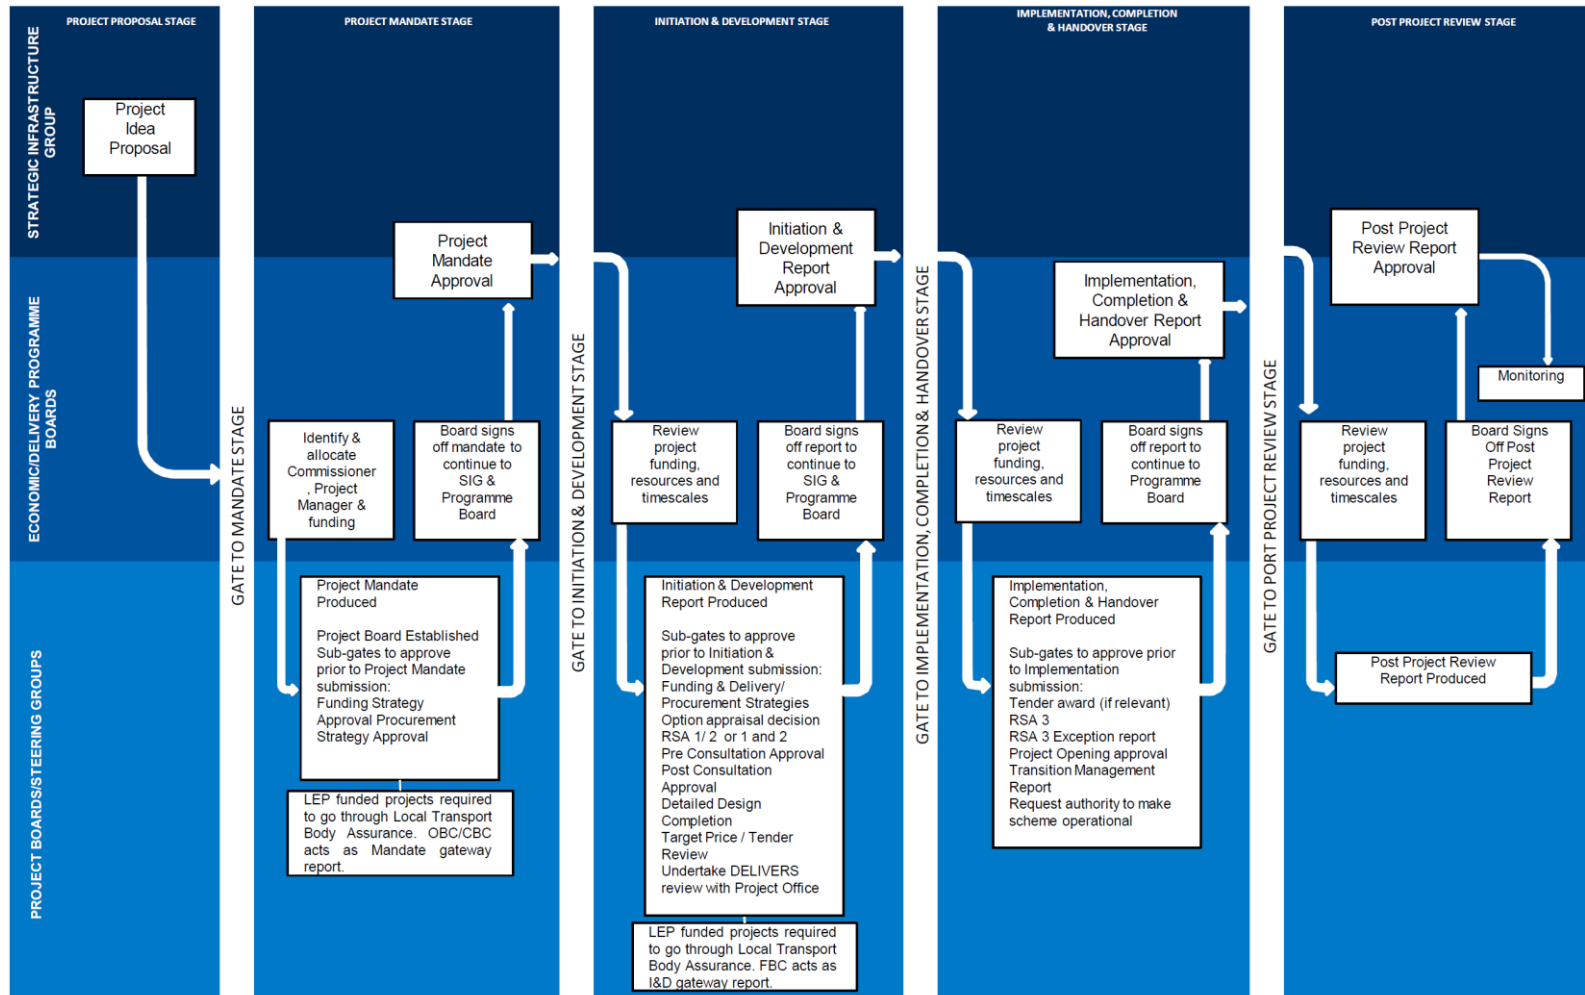 PROJECT PROPOSAL STAGE
PROJECT MANDATE STAGE
INITIATION & DEVELOPMENT STAGE
IMPLEMENTATION, COMPLETION
& HANDOVER STAGE
POST PROJECT REVIEW STAGE
STRATEGIC INFRASTRUCTURE
GROUP
ECONOMIC/DELIVERY PROGRAMME
BOARDS
PROJECT BOARDS/STEERING GROUPS
Project
Idea
Proposal
GATE TO MANDATE STAGE
Project
Mandate
Approval
Identify &
allocate
Commissioner
, Project
Manager &
funding
Board signs
off mandate to
continue to
SIG &
Programme
Board
Project Mandate
Produced
Project Board Established
Sub-gates to approve
prior to Project Mandate
submission:
Funding Strategy
Approval Procurement
Strategy Approval
LEP funded projects required
to go through Local Transport
Body Assurance. OBC/CBC
acts as Mandate gateway
report.
GATE TO INITIATION & DEVELOPMENT STAGE
Initiation &
Development
Report
Approval
Review
project
funding,
resources and
timescales
Board signs
off report to
continue to
SIG &
Programme
Board
Initiation & Development
Report Produced
Sub-gates to approve
prior to Initiation &
Development submission:
Funding & Delivery/
Procurement Strategies
Option appraisal decision
RSA 1/ 2 or 1 and 2
Pre Consultation Approval
Post Consultation
Approval
Detailed Design
Completion
Target Price / Tender
Review
Undertake DELIVERS
review with Project Office
LEP funded projects required
to go through Local Transport
Body Assurance. FBC acts as
I&D gateway report.
GATE TO IMPLEMENTATION, COMPLETION & HANDOVER STAGE
Implementation,
Completion &
Handover Report
Approval
Review
project
funding,
resources and
timescales
Board signs
off report to
continue to
Programme
Board
Implementation,
Completion & Handover
Report Produced
Sub-gates to approve prior
to Implementation
submission:
Tender award (if relevant)
RSA 3
RSA 3 Exception report
Project Opening approval
Transition Management
Report
Request authority to make
scheme operational
GATE TO PORT PROJECT REVIEW STAGE
Post Project
Review Report
Approval
Monitoring
Review
project
funding,
resources and
timescales
Board Signs
Off Post
Project
Review
Report
Post Project Review
Report Produced